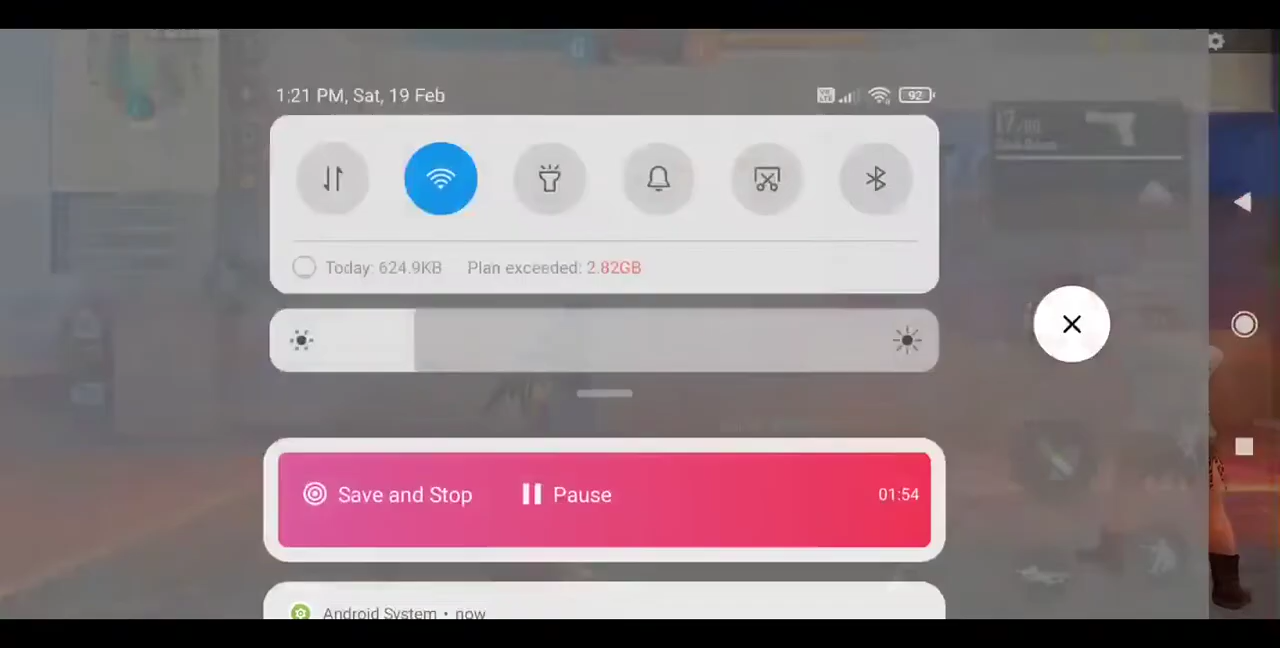 1:21 PM, Sat, 19 Feb
92
Today: 624.9KB Plan exceeded: 2.82GB
Save and Stop Pause 01:54
Android System • now